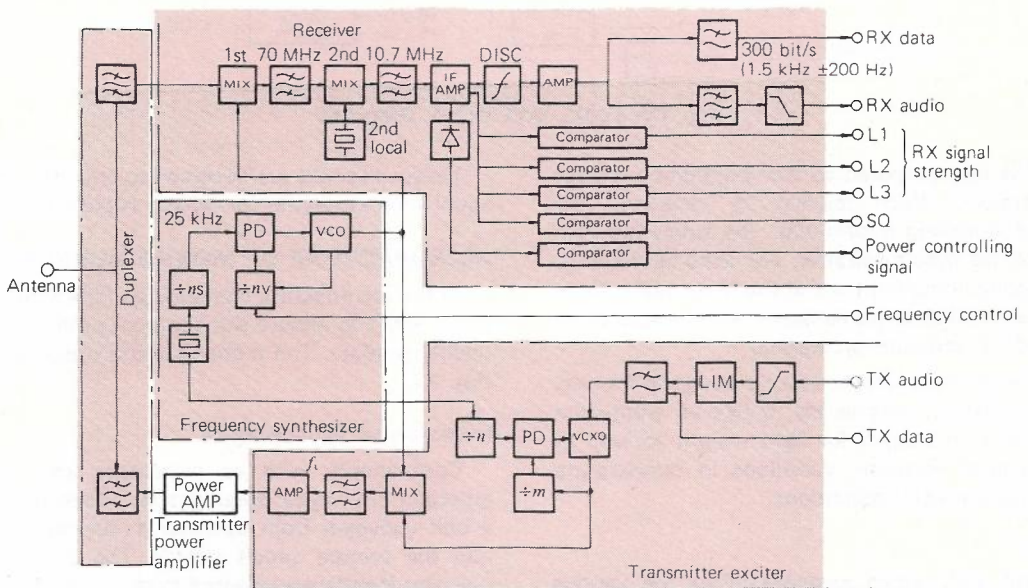 Receiver
1st 70 MHz 2nd 10.7 MHz
DISC
MIX
MIX
IF AMP
f
AMP
RX data
300 bit/s
(1.5 kHz ±200 Hz)
RX audio
2nd local
Comparator
L1
Comparator
L2
Comparator
L3
RX signal strength
Comparator
SQ
Comparator
Power controlling signal
25 kHz
PD
VCO
÷nS
÷nV
Frequency control
Antenna
Duplexer
Frequency synthesizer
TX audio
LIM
TX data
÷n
PD
VCXO
÷m
fi
MIX
AMP
Power AMP
Transmitter power amplifier
Transmitter exciter